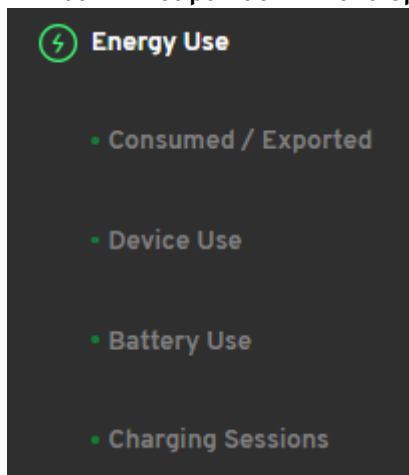 Energy Use
Consumed / Exported
Device Use
Battery Use
Charging Sessions